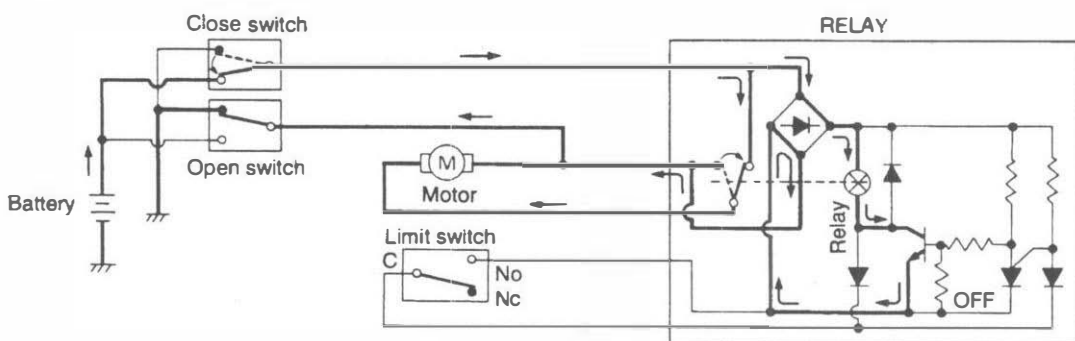 Close switch
RELAY
Open switch
M
Motor
Battery
Relay
Limit switch
C
No
Nc
OFF